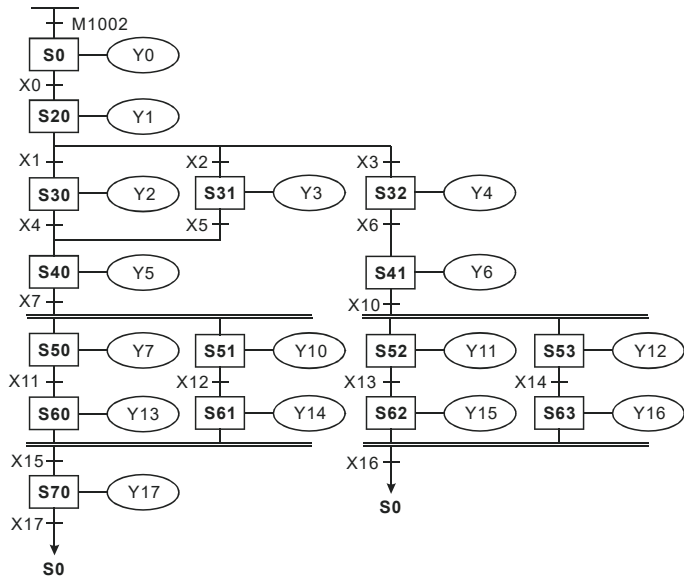 M1002
S0 Y0
X0
S20 Y1
X1 X2 X3
S30 Y2 S31 Y3 S32 Y4
X4 X5 X6
S40 Y5 S41 Y6
X7 X10
S50 Y7 S51 Y10 S52 Y11 S53 Y12
X11 X12 X13 X14
S60 Y13 S61 Y14 S62 Y15 S63 Y16
X15 X16
S70 Y17 S0
X17
S0